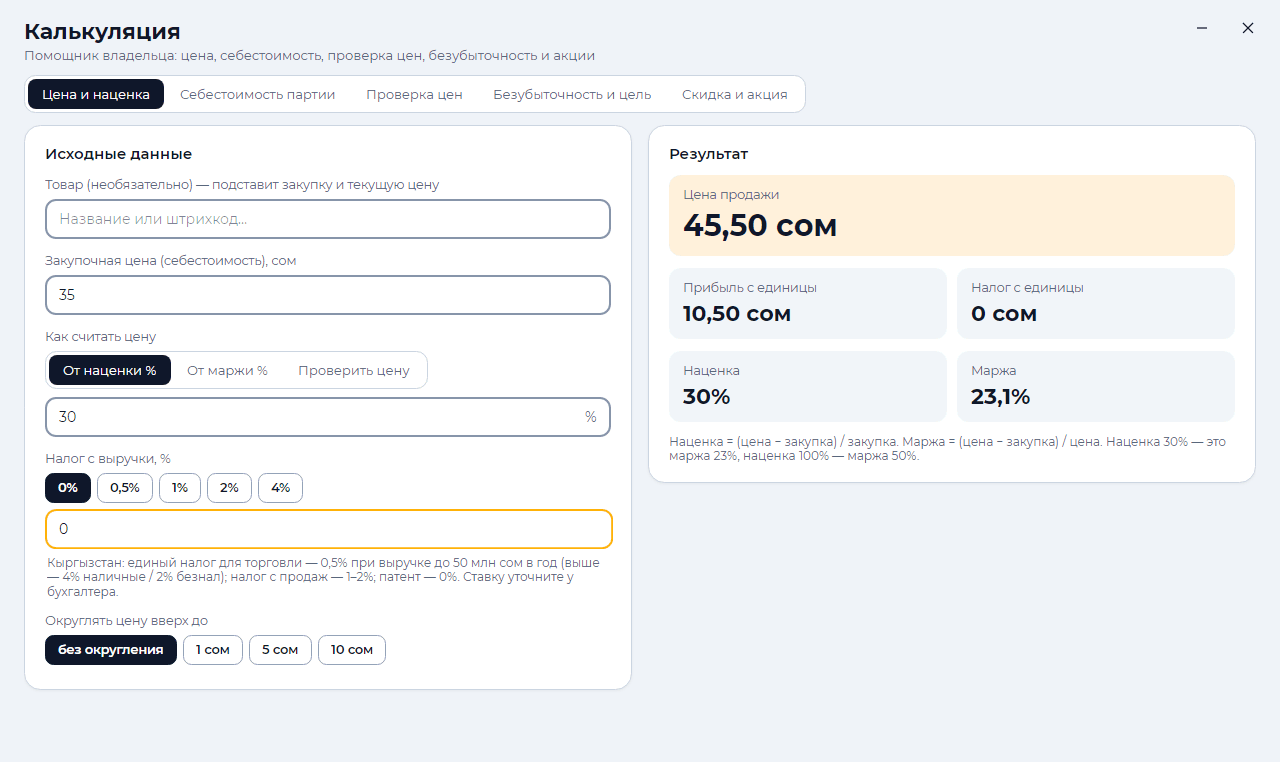 Калькуляция
Помощник владельца: цена, себестоимость, проверка цен, безубыточность и акции
Цена и наценка
Себестоимость партии
Проверка цен
Безубыточность и цель
Скидка и акция
Исходные данные
Товар (необязательно) — подставит закупку и текущую цену
Название или штрихкод...
Закупочная цена (себестоимость), сом
35
Как считать цену
От наценки %
От маржи %
Проверить цену
30
%
Налог с выручки, %
0%
0,5%
1%
2%
4%
0
Кыргызстан: единый налог для торговли — 0,5% при выручке до 50 млн сом в год (выше
— 4% наличные / 2% безнал); налог с продаж — 1–2%; патент — 0%. Ставку уточните у
бухгалтера.
Округлять цену вверх до
без округления
1 сом
5 сом
10 сом
Результат
Цена продажи
45,50 сом
Прибыль с единицы
10,50 сом
Налог с единицы
0 сом
Наценка
30%
Маржа
23,1%
Наценка = (цена − закупка) / закупка. Маржа = (цена − закупка) / цена. Наценка 30% — это
маржа 23%, наценка 100% — маржа 50%.